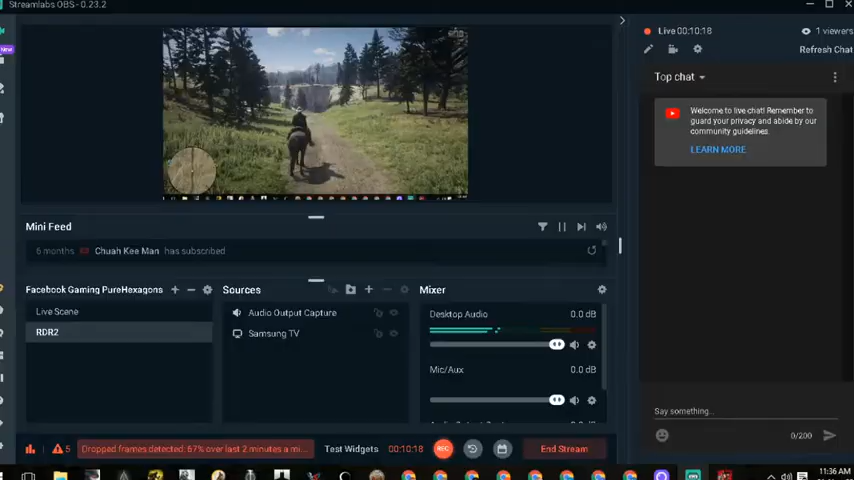 Streamlabs OBS - 0.23.2
New
Live 00:10:18
1 viewers
Refresh Chat
Top chat
Welcome to live chat! Remember to
guard your privacy and abide by our
community guidelines.
LEARN MORE
Mini Feed
6 months Chuah Kee Man has subscribed
Facebook Gaming PureHexagons
Live Scene
RDR2
Sources
Audio Output Capture
Samsung TV
Mixer
Desktop Audio 0.0 dB
Mic/Aux 0.0 dB
Say something...
0/200
5
Dropped frames detected: 67% over last 2 minutes a mi...
Test Widgets
00:10:18
REC
End Stream
11:36 AM